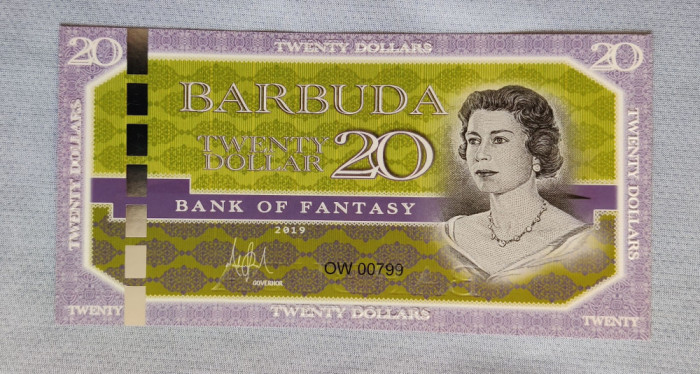 20 TWENTY DOLLARS 20
BARBUDA
TWENTY
DOLLAR 20
BANK OF FANTASY
2019
GOVERNOR
OW 00799
TWENTY DOLLARS
TWENTY DOLLARS
TWENTY TWENTY DOLLARS TWENTY